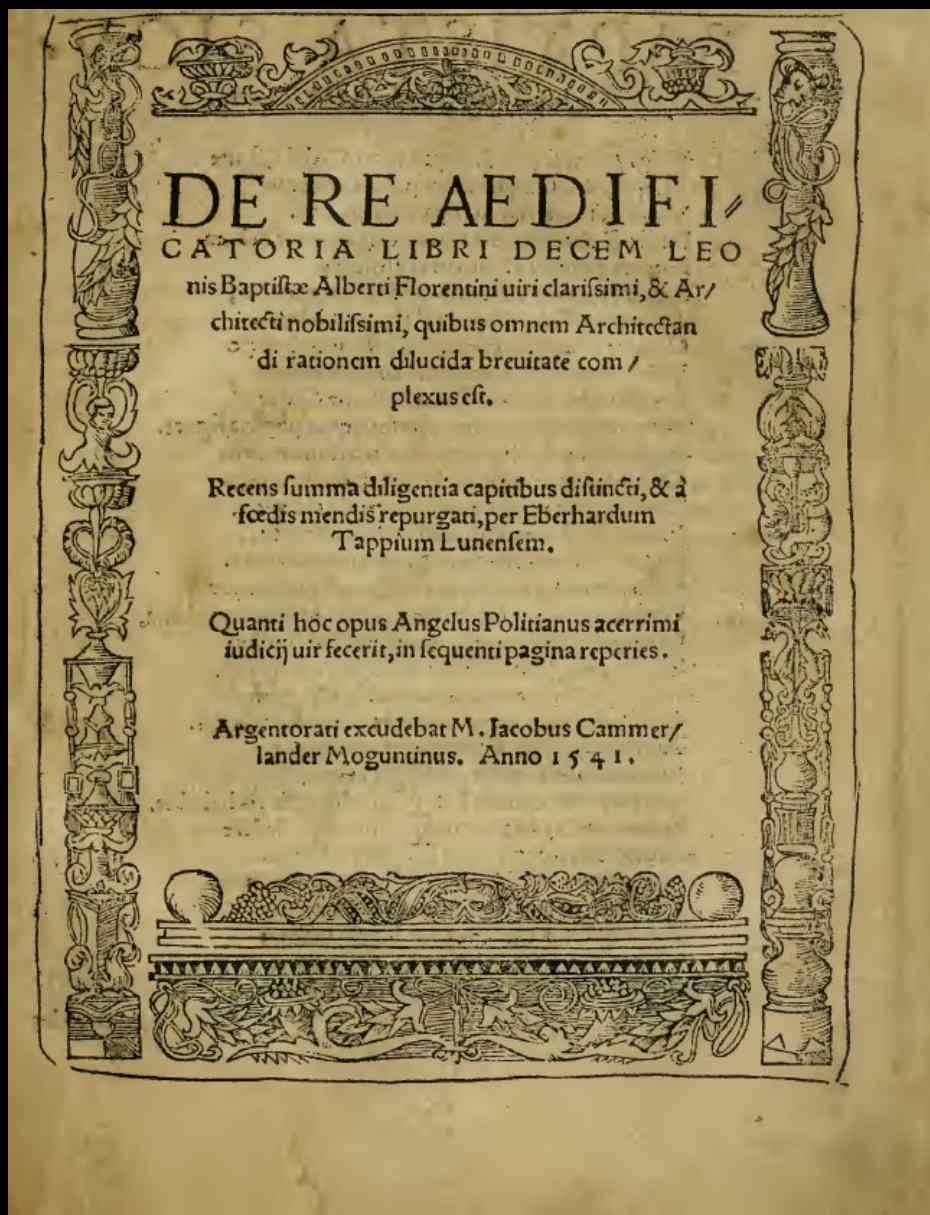 DE RE AEDIFI⸗
CATORIA LIBRI DECEM LEO
nis Baptiſtæ Alberti Florentini uiri clariſsimi, & Ar/
chitecti nobiliſsimi, quibus omnem Architectan
di rationem dilucida breuitate com /
plexus eſt.
Recens ſumma diligentia capitibus diſtincti, & à
fœdis mendis repurgati, per Eberhardum
Tappium Lunenſem.
Quanti hoc opus Angelus Politianus acerrimi
iudicij uir fecerit, in ſequenti pagina reperies.
Argentorati excudebat M. Iacobus Cammer/
lander Moguntinus. Anno 1541.